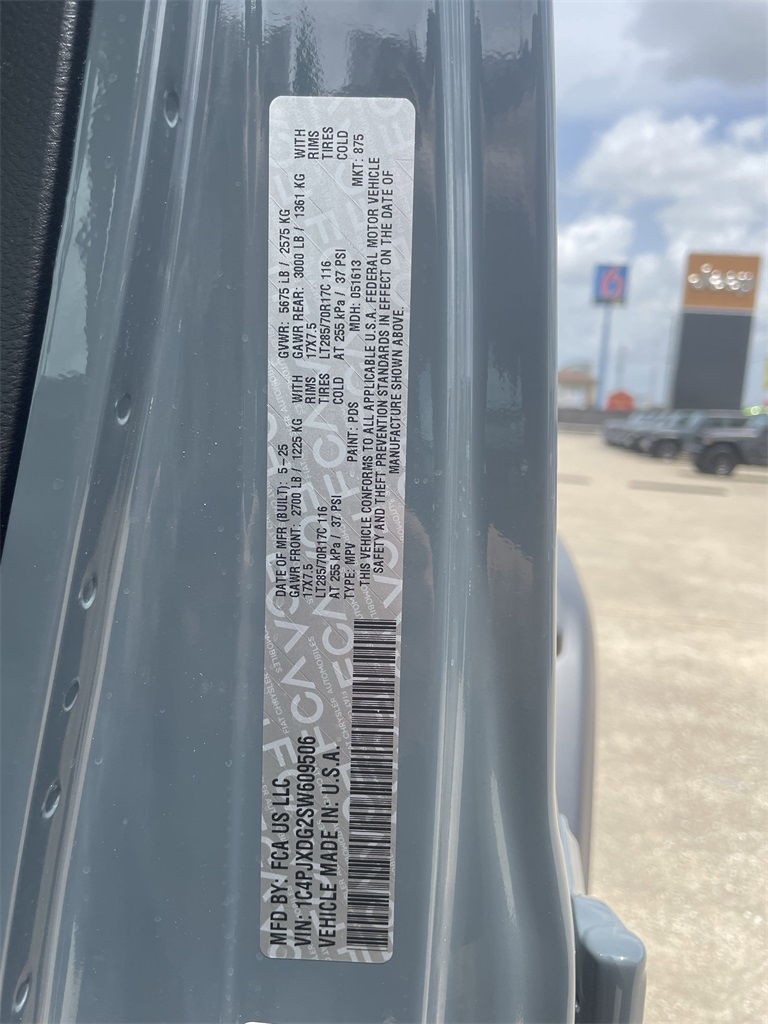 MFD BY: FCA US LLC
VIN: 1C4PJXDG2SW609506
VEHICLE MADE IN: U.S.A.
DATE OF MFR (BUILT): 5-25 GVWR: 5675 LB / 2575 KG
GAWR FRONT: 2700 LB / 1225 KG WITH GAWR REAR: 3000 LB / 1361 KG WITH
17X7.5 RIMS 17X7.5 RIMS
LT285/70R17C 116 TIRES LT285/70R17C 116 TIRES
AT 255 kPa / 37 PSI COLD AT 255 kPa / 37 PSI COLD
TYPE: MPV PAINT: PDS MDH: 051613 MKT: 875
THIS VEHICLE CONFORMS TO ALL APPLICABLE U.S.A. FEDERAL MOTOR VEHICLE
SAFETY AND THEFT PREVENTION STANDARDS IN EFFECT ON THE DATE OF
MANUFACTURE SHOWN ABOVE.
FCA
FIAT CHRYSLER AUTOMOBILES
6